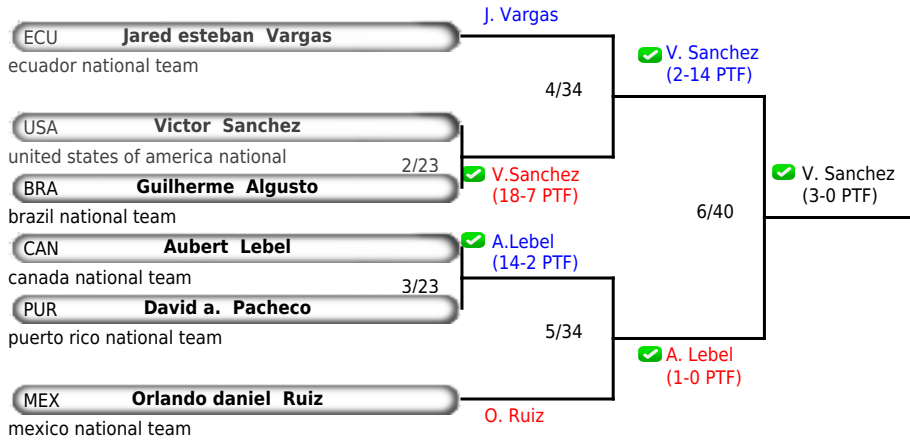 J. Vargas
ECU Jared esteban Vargas
ecuador national team
V. Sanchez
(2-14 PTF)
4/34
USA Victor Sanchez
united states of america national
2/23
V.Sanchez
(18-7 PTF)
BRA Guilherme Algusto
brazil national team
V. Sanchez
(3-0 PTF)
6/40
CAN Aubert Lebel
canada national team
A.Lebel
(14-2 PTF)
3/23
PUR David a. Pacheco
puerto rico national team
5/34
A. Lebel
(1-0 PTF)
MEX Orlando daniel Ruiz
mexico national team
O. Ruiz